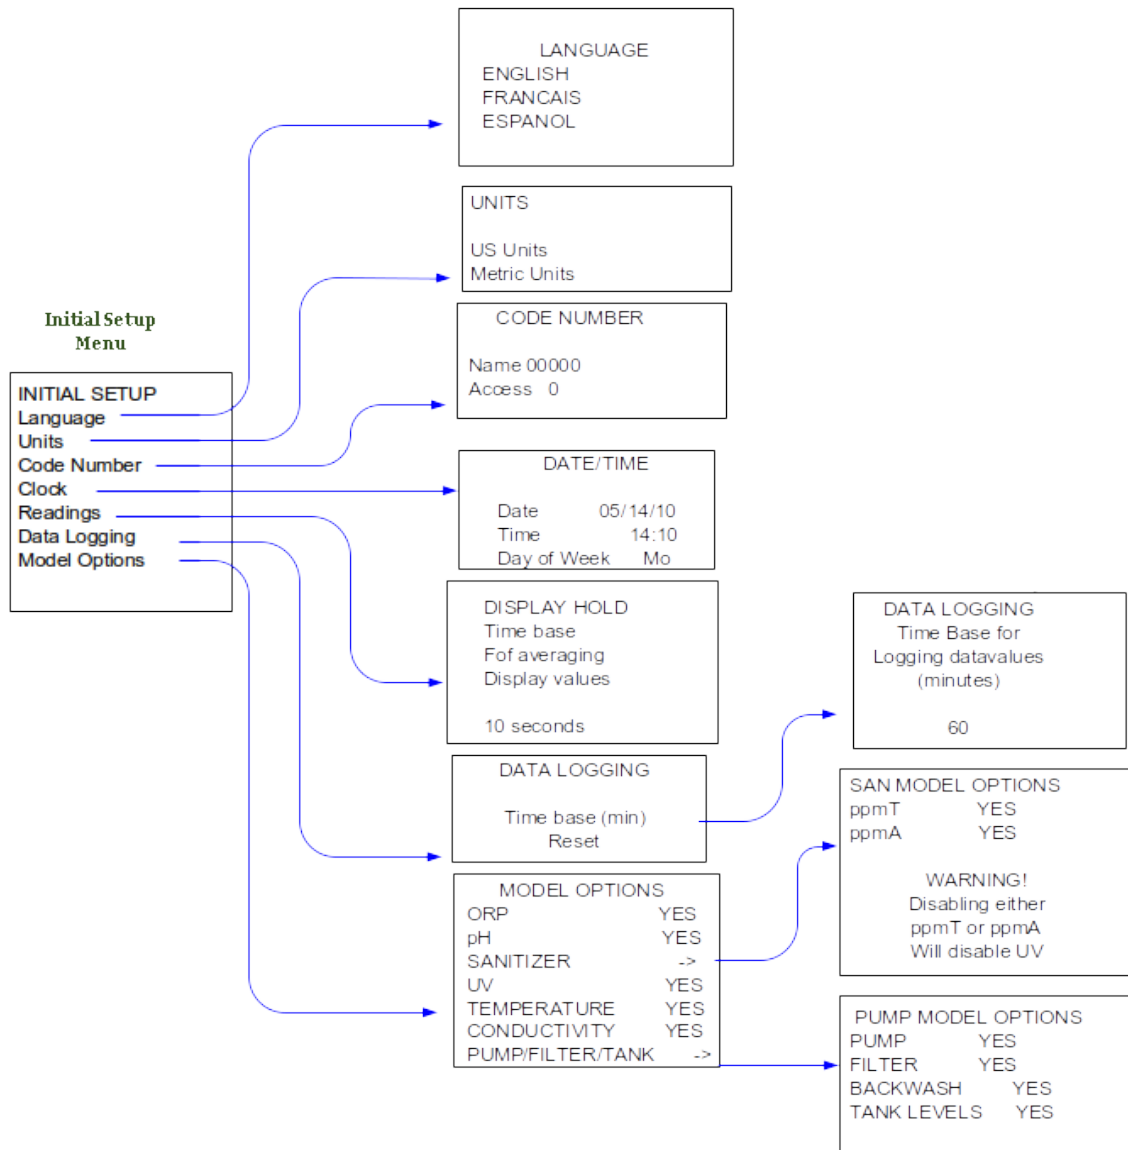 Initial Setup
Menu
INITIAL SETUP
Language
Units
Code Number
Clock
Readings
Data Logging
Model Options
LANGUAGE
ENGLISH
FRANCAIS
ESPANOL
UNITS
US Units
Metric Units
CODE NUMBER
Name 00000
Access 0
DATE/TIME
Date 05/14/10
Time 14:10
Day of Week Mo
DISPLAY HOLD
Time base
Fof averaging
Display values
10 seconds
DATA LOGGING
Time base (min)
Reset
DATA LOGGING
Time Base for
Logging datavalues
(minutes)
60
MODEL OPTIONS
ORP YES
pH YES
SANITIZER ->
UV YES
TEMPERATURE YES
CONDUCTIVITY YES
PUMP/FILTER/TANK ->
SAN MODEL OPTIONS
ppmT YES
ppmA YES
WARNING!
Disabling either
ppmT or ppmA
Will disable UV
PUMP MODEL OPTIONS
PUMP YES
FILTER YES
BACKWASH YES
TANK LEVELS YES